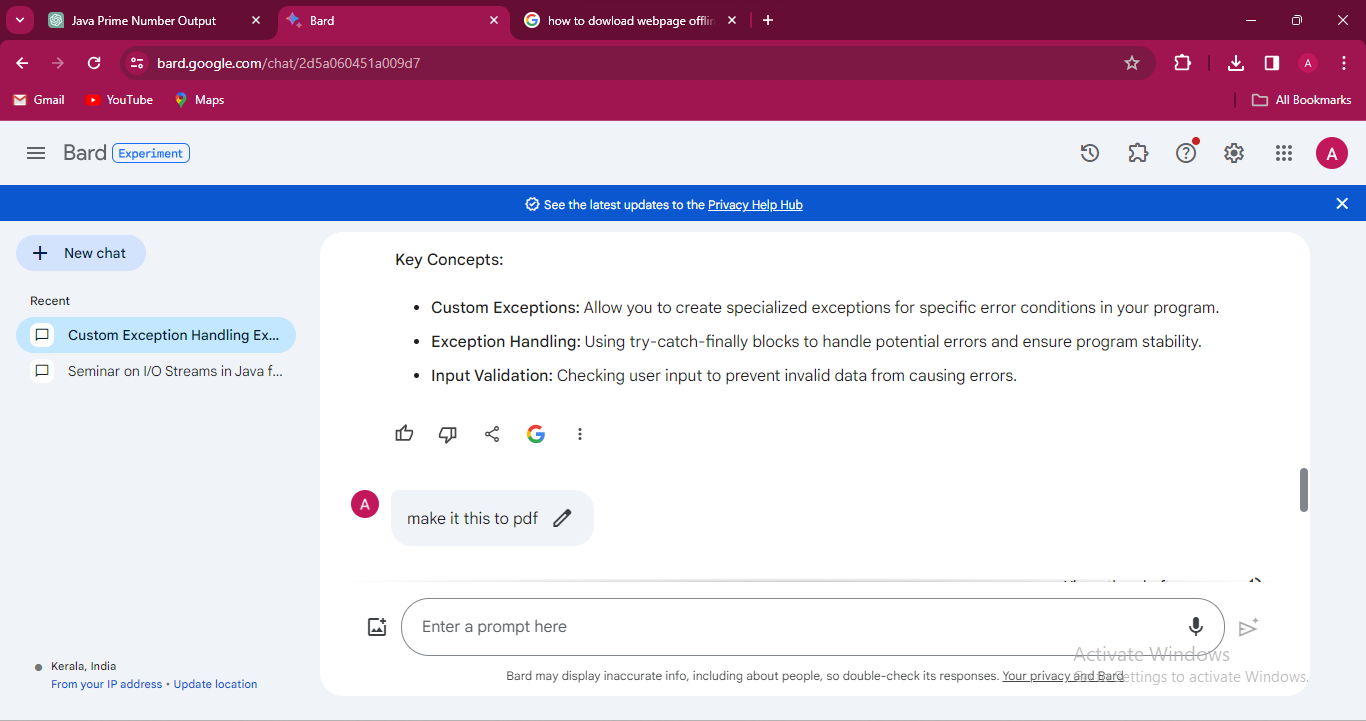 Java Prime Number Output
Bard
how to dowload webpage offlin
bard.google.com/chat/2d5a060451a009d7
A
Gmail
YouTube
Maps
All Bookmarks
Bard
Experiment
A
See the latest updates to the Privacy Help Hub
New chat
Recent
Custom Exception Handling Ex...
Seminar on I/O Streams in Java f...
Key Concepts:
• Custom Exceptions: Allow you to create specialized exceptions for specific error conditions in your program.
• Exception Handling: Using try-catch-finally blocks to handle potential errors and ensure program stability.
• Input Validation: Checking user input to prevent invalid data from causing errors.
A
make it this to pdf
Enter a prompt here
Bard may display inaccurate info, including about people, so double-check its responses. Your privacy and Bard
Activate Windows
Settings to activate Windows.
Kerala, India
From your IP address • Update location